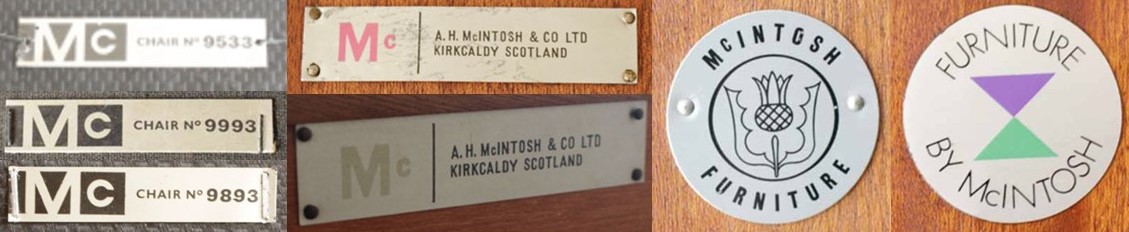 Mc CHAIR Nº 9533
Mc CHAIR Nº 9993
Mc CHAIR Nº 9893
Mc
A. H. McINTOSH & CO LTD
KIRKCALDY SCOTLAND
Mc
A. H. McINTOSH & CO LTD
KIRKCALDY SCOTLAND
McINTOSH
FURNITURE
FURNITURE
BY McINTOSH